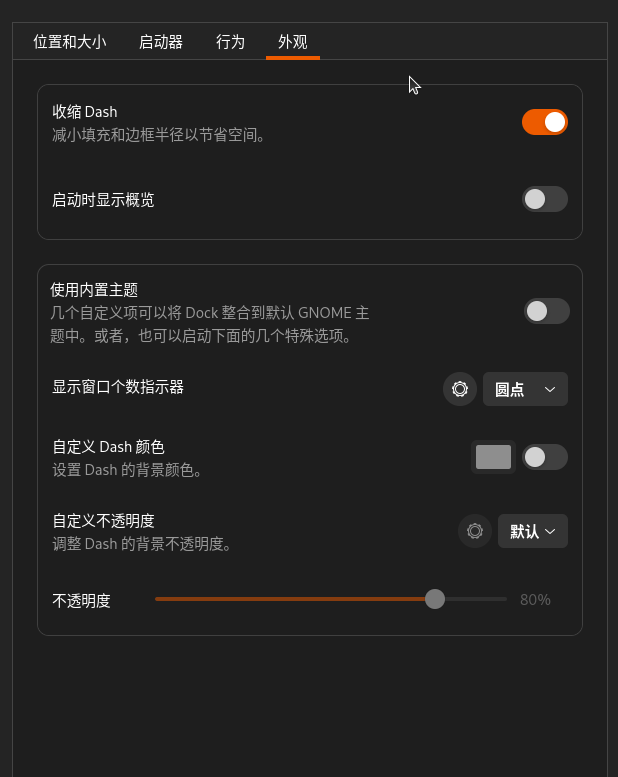 位置和大小 启动器 行为 外观
收缩 Dash
减小填充和边框半径以节省空间。
启动时显示概览
使用内置主题
几个自定义项可以将 Dock 整合到默认 GNOME 主
题中。或者，也可以启动下面的几个特殊选项。
显示窗口个数指示器 圆点
自定义 Dash 颜色
设置 Dash 的背景颜色。
自定义不透明度 默认
调整 Dash 的背景不透明度。
不透明度 80%